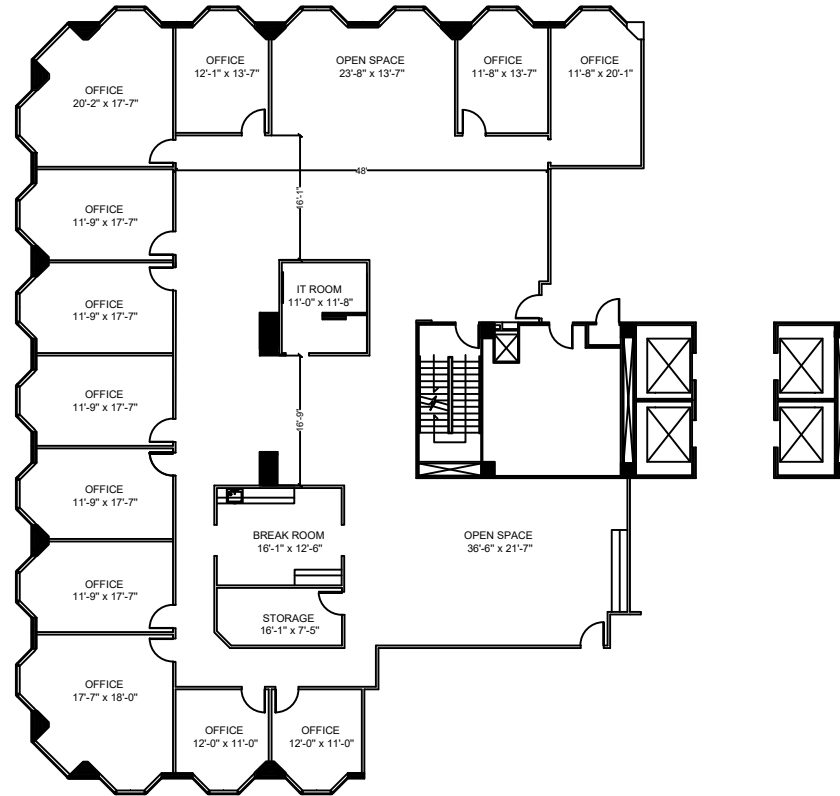 OFFICE
12'-1" x 13'-7"
OPEN SPACE
23'-8" x 13'-7"
OFFICE
11'-8" x 13'-7"
OFFICE
11'-8" x 20'-1"
OFFICE
20'-2" x 17'-7"
48'
16'-1"
OFFICE
11'-9" x 17'-7"
IT ROOM
11'-0" x 11'-8"
OFFICE
11'-9" x 17'-7"
OFFICE
11'-9" x 17'-7"
16'-9"
OFFICE
11'-9" x 17'-7"
BREAK ROOM
16'-1" x 12'-6"
OPEN SPACE
36'-6" x 21'-7"
OFFICE
11'-9" x 17'-7"
STORAGE
16'-1" x 7'-5"
OFFICE
17'-7" x 18'-0"
OFFICE
12'-0" x 11'-0"
OFFICE
12'-0" x 11'-0"